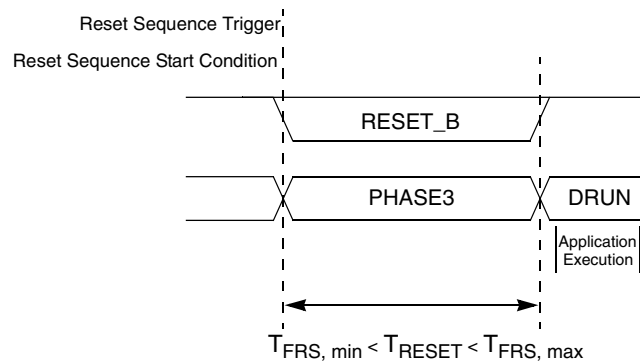 Reset Sequence Trigger
Reset Sequence Start Condition
RESET_B
PHASE3
DRUN
Application
Execution
TFRS, min < TRESET < TFRS, max